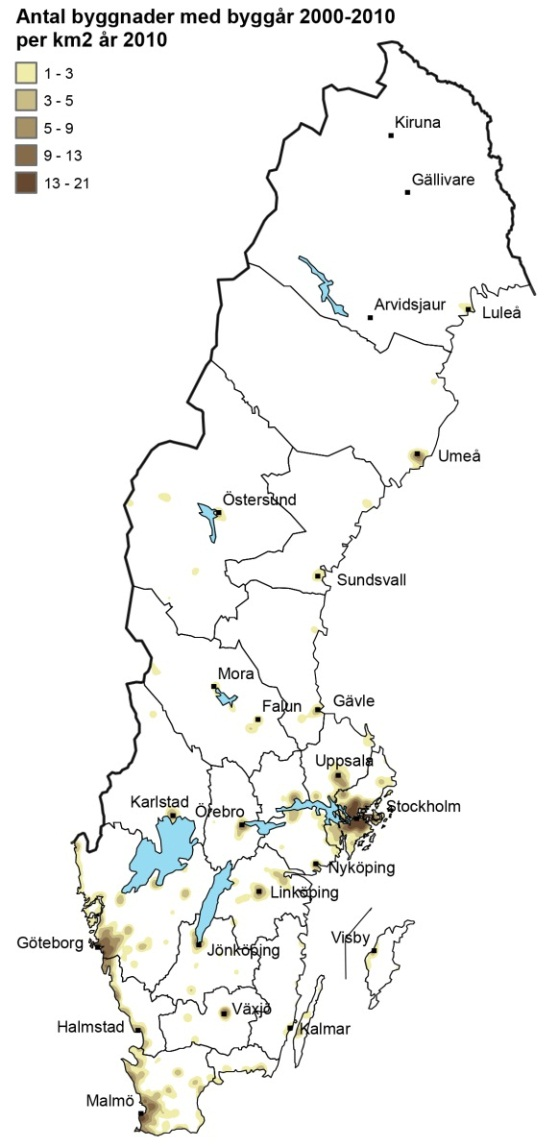 Antal byggnader med byggår 2000-2010
per km2 år 2010
1 - 3
3 - 5
5 - 9
9 - 13
13 - 21
Kiruna
Gällivare
Arvidsjaur
Luleå
Umeå
Östersund
Sundsvall
Mora
Falun
Gävle
Uppsala
Karlstad
Örebro
Stockholm
Nyköping
Linköping
Göteborg
Jönköping
Visby
Växjö
Halmstad
Kalmar
Malmö